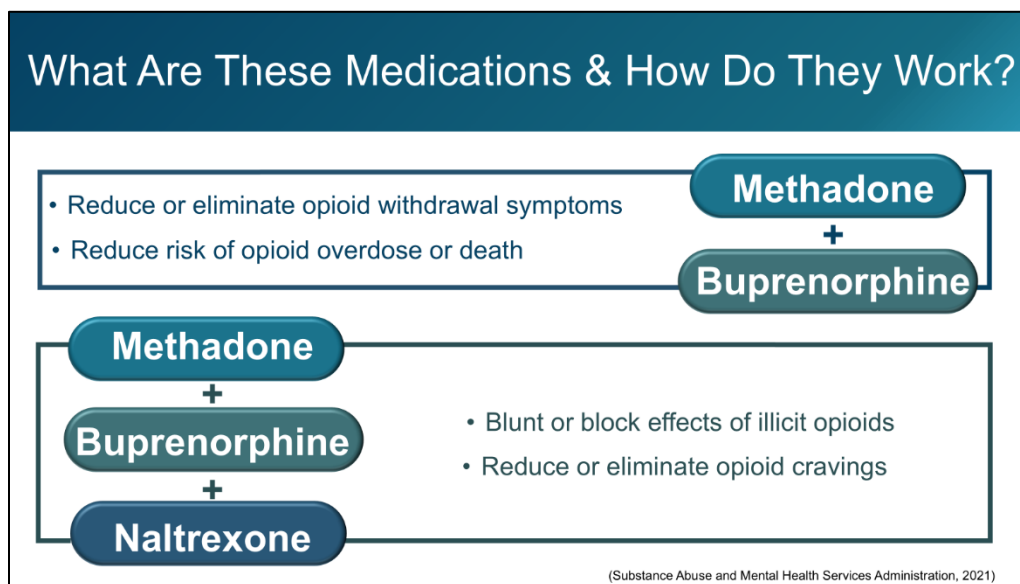 What Are These Medications & How Do They Work?
• Reduce or eliminate opioid withdrawal symptoms
• Reduce risk of opioid overdose or death
Methadone
+
Buprenorphine
Methadone
+
Buprenorphine
+
Naltrexone
• Blunt or block effects of illicit opioids
• Reduce or eliminate opioid cravings
(Substance Abuse and Mental Health Services Administration, 2021)